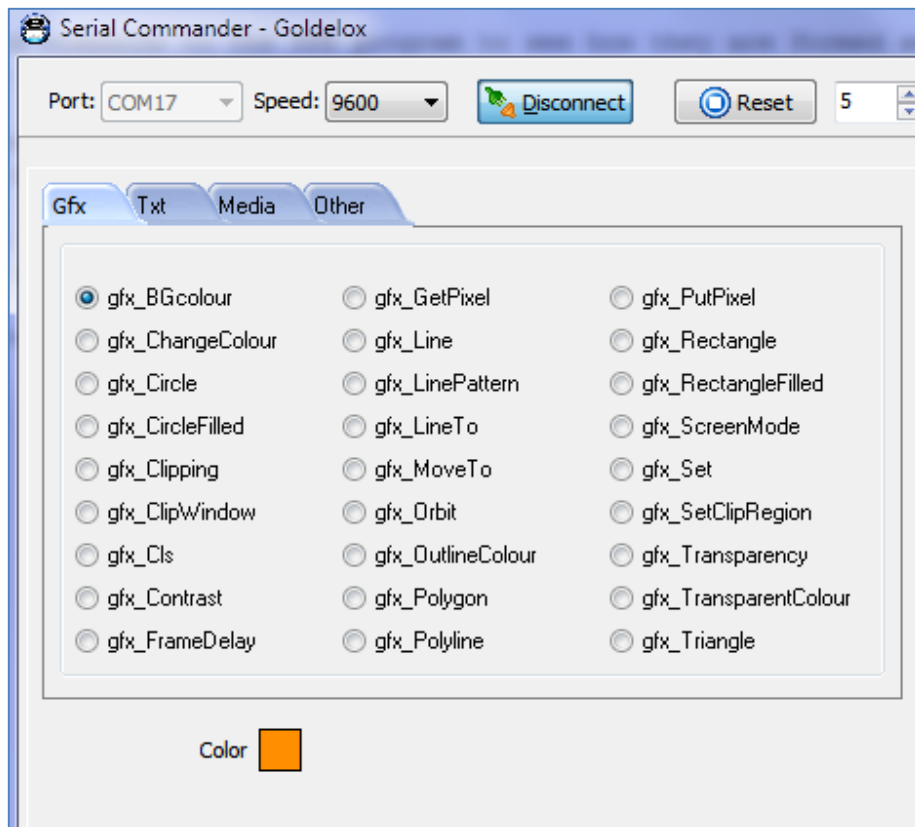 Serial Commander - Goldelox
Port: COM17 Speed: 9600 Disconnect Reset 5
Gfx Txt Media Other
gfx_BGcolour gfx_GetPixel gfx_PutPixel
gfx_ChangeColour gfx_Line gfx_Rectangle
gfx_Circle gfx_LinePattern gfx_RectangleFilled
gfx_CircleFilled gfx_LineTo gfx_ScreenMode
gfx_Clipping gfx_MoveTo gfx_Set
gfx_ClipWindow gfx_Orbit gfx_SetClipRegion
gfx_Cls gfx_OutlineColour gfx_Transparency
gfx_Contrast gfx_Polygon gfx_TransparentColour
gfx_FrameDelay gfx_Polyline gfx_Triangle
Color